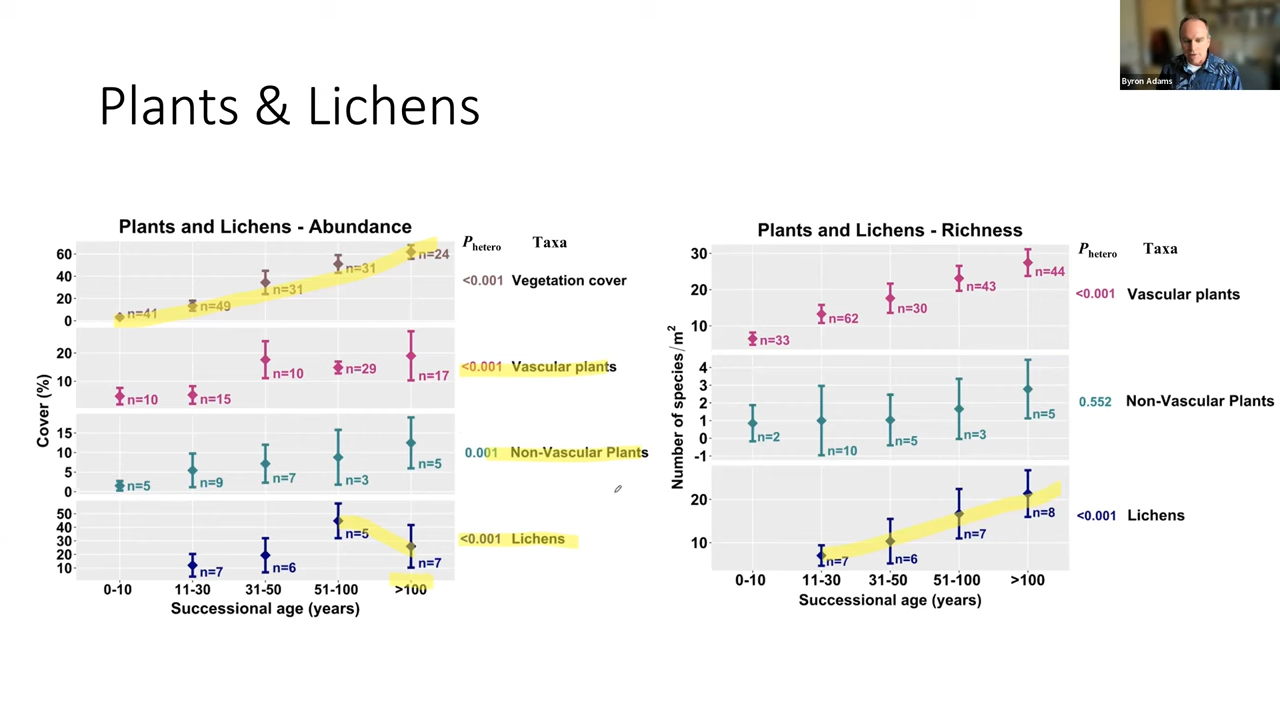 Byron Adams
Plants & Lichens
Plants and Lichens - Abundance
P hetero Taxa
60
40
20
0
n=41
n=49
n=31
n=31
n=24
<0.001 Vegetation cover
20
10
n=10
n=15
n=10
n=29
n=17
<0.001 Vascular plants
Cover (%)
15
10
5
0
n=5
n=9
n=7
n=3
n=5
0.001 Non-Vascular Plants
50
40
30
20
10
n=7
n=6
n=5
n=7
<0.001 Lichens
0-10 11-30 31-50 51-100 >100
Successional age (years)
Plants and Lichens - Richness
P hetero Taxa
30
20
10
n=33
n=62
n=30
n=43
n=44
<0.001 Vascular plants
Number of species/m²
4
3
2
1
0
-1
n=2
n=10
n=5
n=3
n=5
0.552 Non-Vascular Plants
20
10
n=7
n=6
n=7
n=8
<0.001 Lichens
0-10 11-30 31-50 51-100 >100
Successional age (years)